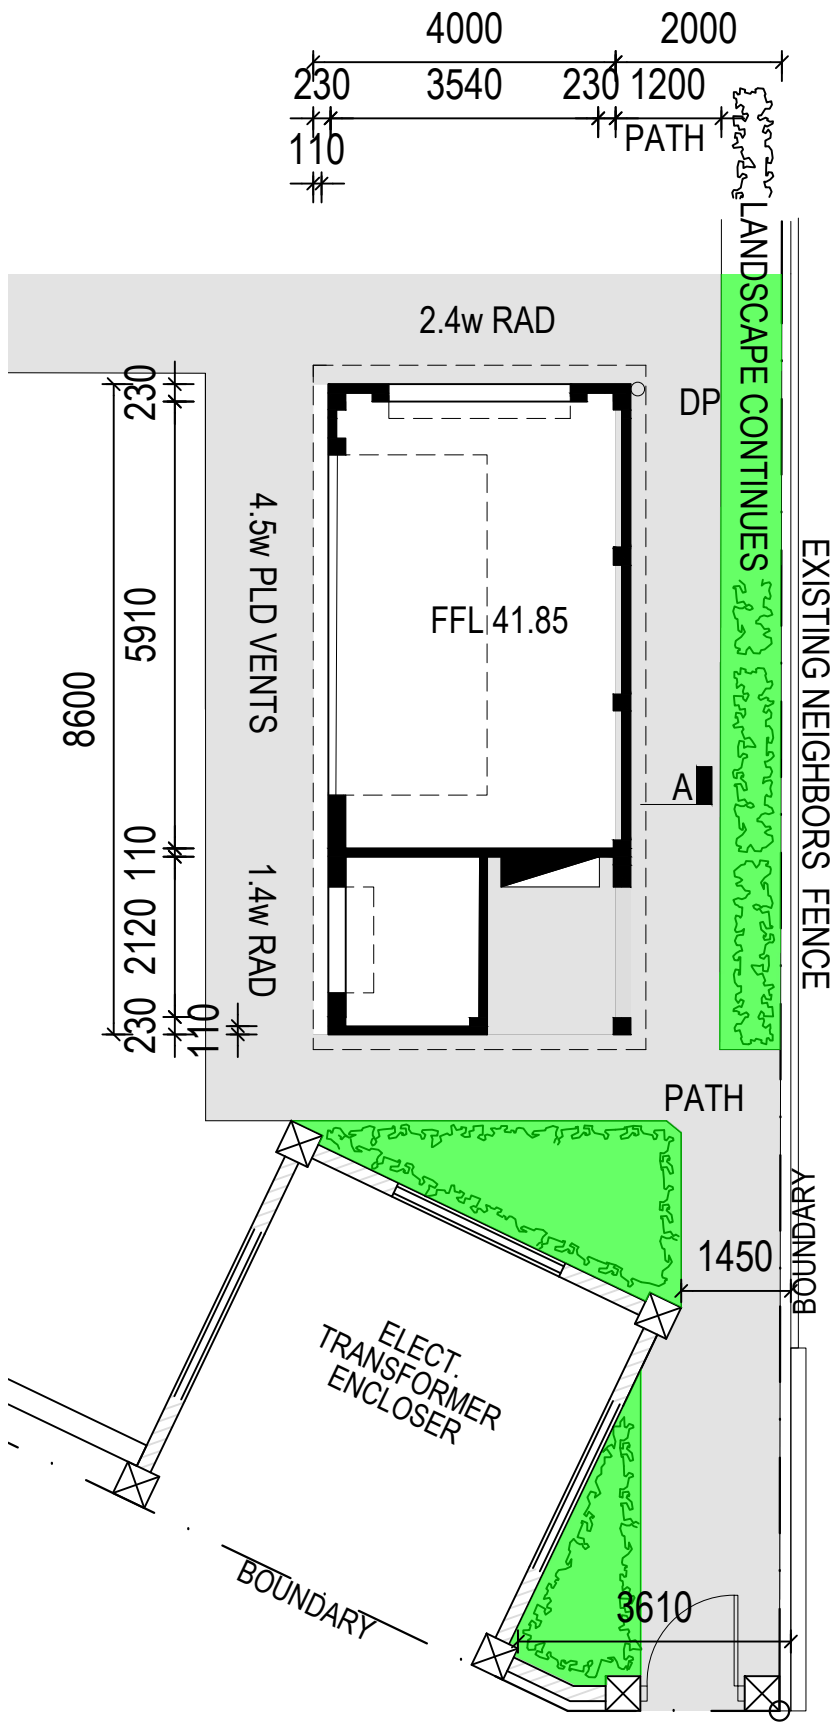 4000 2000
230 3540 230 1200
PATH
110
LANDSCAPE CONTINUES
2.4w RAD
230
DP
4.5w PLD VENTS
EXISTING NEIGHBORS FENCE
5910
FFL 41.85
8600
A
110
1.4w RAD
2120
230
110
PATH
BOUNDARY
1450
ELECT.
TRANSFORMER
ENCLOSER
BOUNDARY
3610